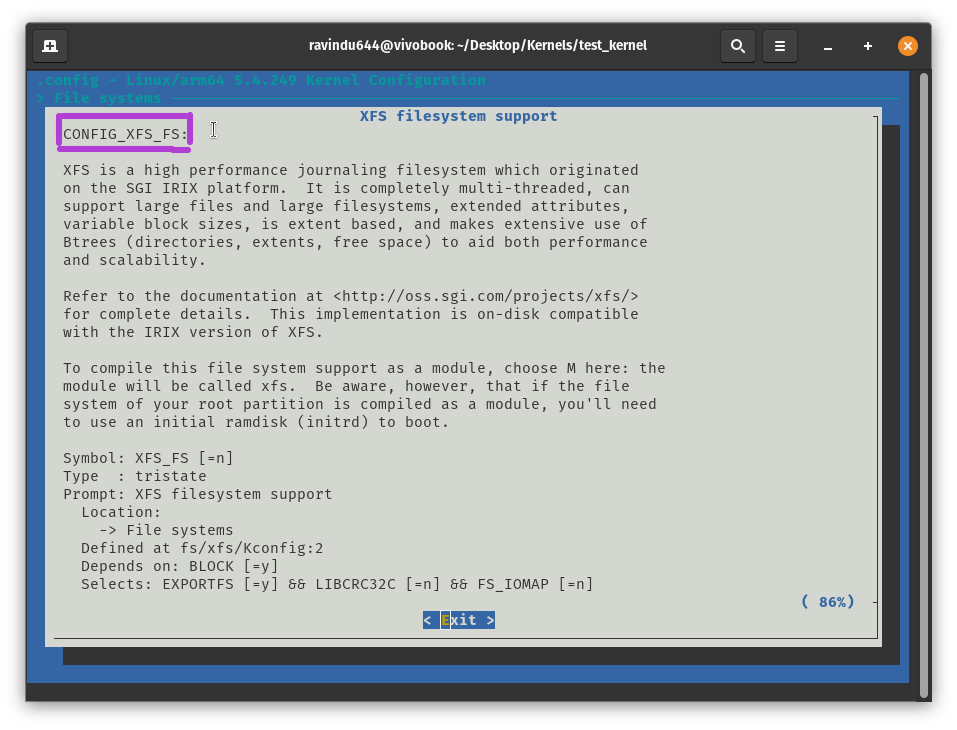 ravindu644@vivobook: ~/Desktop/Kernels/test_kernel
.config - Linux/arm64 5.4.249 Kernel Configuration
> File systems
XFS filesystem support
CONFIG_XFS_FS:
XFS is a high performance journaling filesystem which originated
on the SGI IRIX platform.  It is completely multi-threaded, can
support large files and large filesystems, extended attributes,
variable block sizes, is extent based, and makes extensive use of
Btrees (directories, extents, free space) to aid both performance
and scalability.
Refer to the documentation at <http://oss.sgi.com/projects/xfs/>
for complete details.  This implementation is on-disk compatible
with the IRIX version of XFS.
To compile this file system support as a module, choose M here: the
module will be called xfs.  Be aware, however, that if the file
system of your root partition is compiled as a module, you'll need
to use an initial ramdisk (initrd) to boot.
Symbol: XFS_FS [=n]
Type  : tristate
Prompt: XFS filesystem support
Location:
-> File systems
Defined at fs/xfs/Kconfig:2
Depends on: BLOCK [=y]
Selects: EXPORTFS [=y] && LIBCRC32C [=n] && FS_IOMAP [=n]
( 86%)
< Exit >